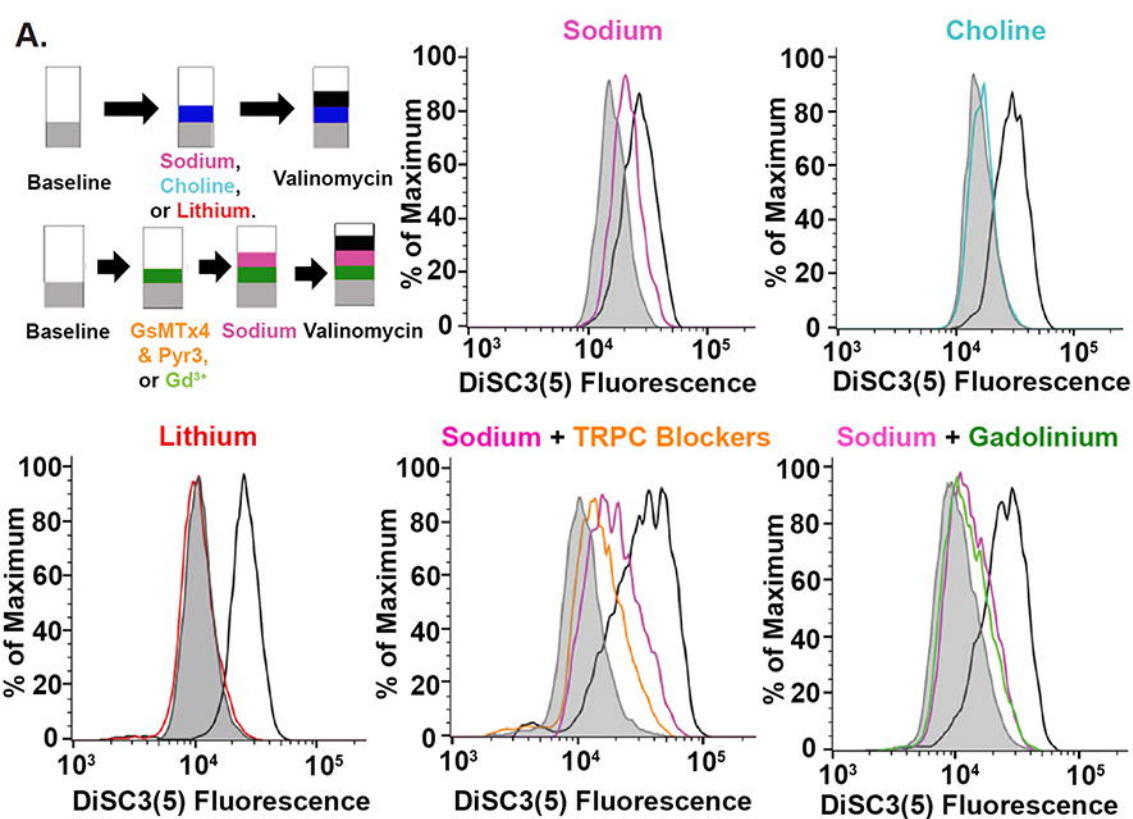 A.
Baseline
Sodium,
Choline,
or Lithium.
Valinomycin
Baseline
GsMTx4
& Pyr3,
or Gd³⁺
Sodium
Valinomycin
Sodium
% of Maximum
100
80
60
40
20
0
10³ 10⁴ 10⁵
DiSC3(5) Fluorescence
Choline
% of Maximum
100
80
60
40
20
0
10³ 10⁴ 10⁵
DiSC3(5) Fluorescence
Lithium
% of Maximum
100
80
60
40
20
0
10³ 10⁴ 10⁵
DiSC3(5) Fluorescence
Sodium + TRPC Blockers
% of Maximum
100
80
60
40
20
0
10³ 10⁴ 10⁵
DiSC3(5) Fluorescence
Sodium + Gadolinium
% of Maximum
100
80
60
40
20
0
10³ 10⁴ 10⁵
DiSC3(5) Fluorescence